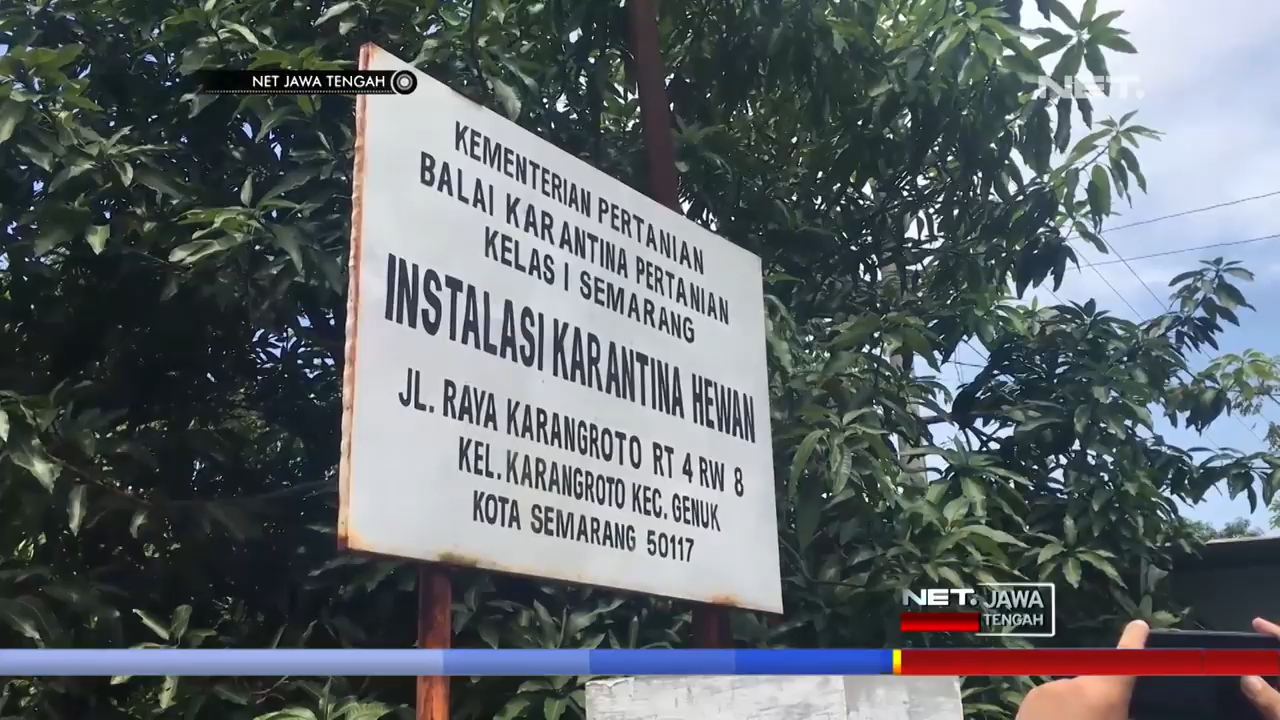 NET JAWA TENGAH
NET.
KEMENTERIAN PERTANIAN
BALAI KARANTINA PERTANIAN
KELAS I SEMARANG
INSTALASI KARANTINA HEWAN
JL. RAYA KARANGROTO RT 4 RW 8
KEL. KARANGROTO KEC. GENUK
KOTA SEMARANG 50117
NET. JAWA
TENGAH